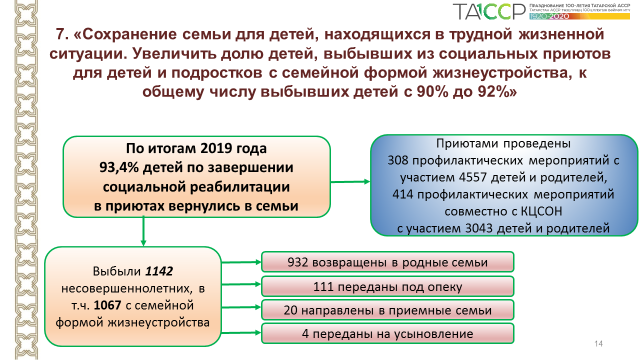 ТАССР
ПРАЗДНОВАНИЕ 100-ЛЕТИЯ ТАТАРСКОЙ АССР
1920-2020
7. «Сохранение семьи для детей, находящихся в трудной жизненной
ситуации. Увеличить долю детей, выбывших из социальных приютов
для детей и подростков с семейной формой жизнеустройства, к
общему числу выбывших детей с 90% до 92%»
По итогам 2019 года
93,4% детей по завершении
социальной реабилитации
в приютах вернулись в семьи
Приютами проведены
308 профилактических мероприятий с
участием 4557 детей и родителей,
414 профилактических мероприятий
совместно с КЦСОН
с участием 3043 детей и родителей
Выбыли 1142
несовершеннолетних, в
т.ч. 1067 с семейной
формой жизнеустройства
932 возвращены в родные семьи
111 переданы под опеку
20 направлены в приемные семьи
4 переданы на усыновление
14